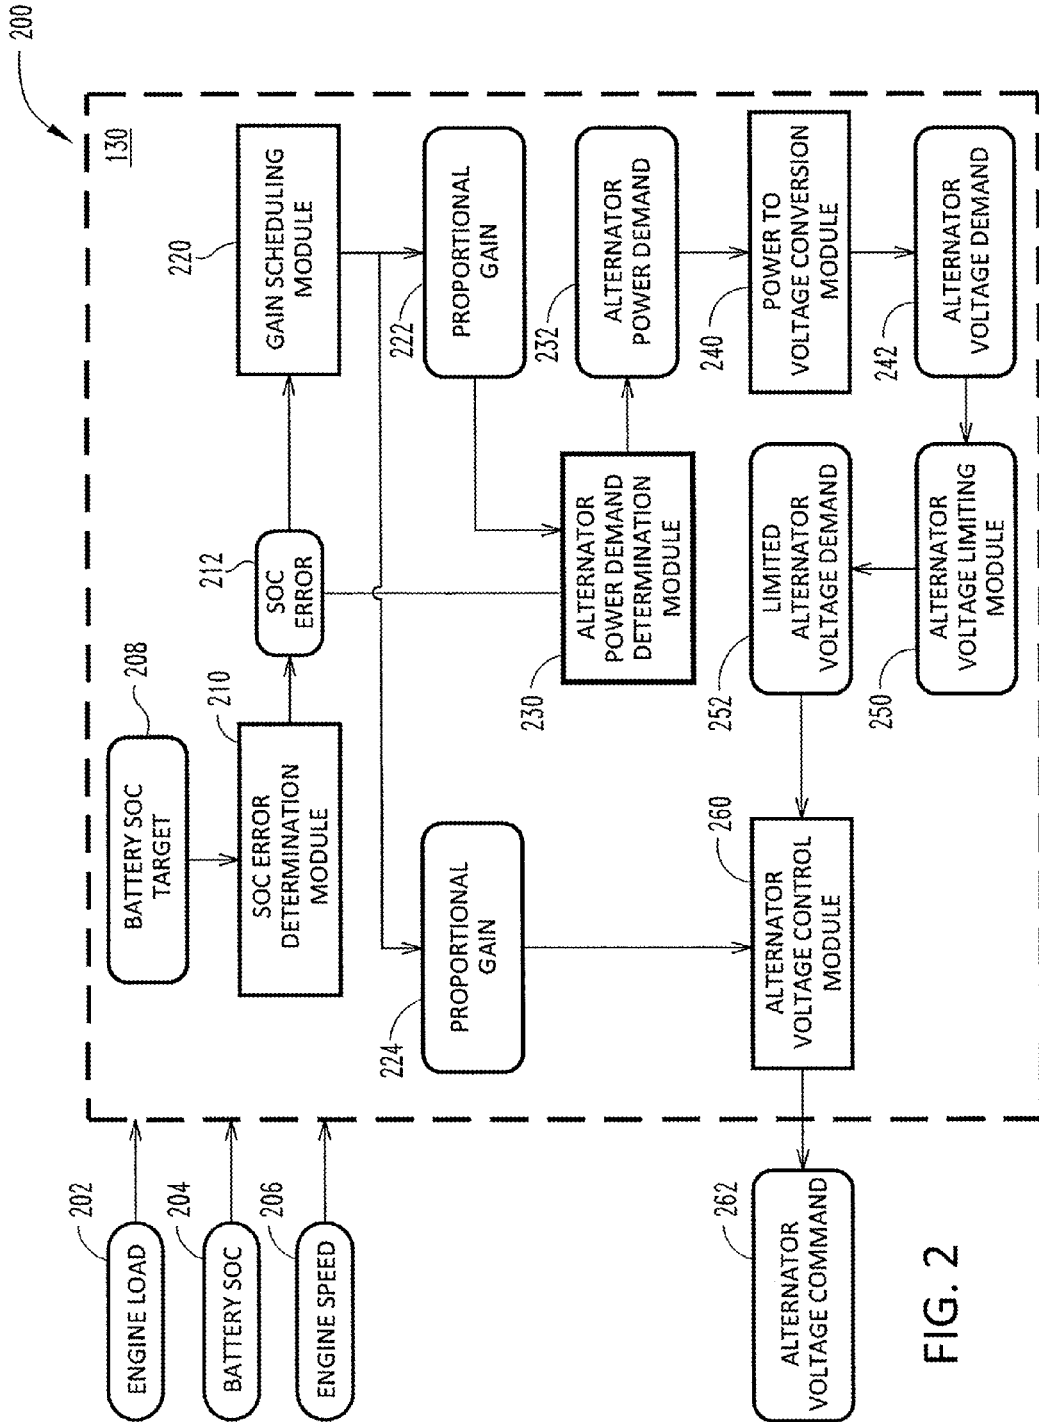 200
130
ENGINE LOAD
202
BATTERY SOC
204
ENGINE SPEED
206
BATTERY SOC
TARGET
208
SOC ERROR
DETERMINATION
MODULE
210
SOC
ERROR
212
GAIN SCHEDULING
MODULE
220
PROPORTIONAL
GAIN
222
PROPORTIONAL
GAIN
224
ALTERNATOR
POWER DEMAND
DETERMINATION
MODULE
230
ALTERNATOR
POWER DEMAND
232
POWER TO
VOLTAGE CONVERSION
MODULE
240
ALTERNATOR
VOLTAGE DEMAND
242
ALTERNATOR
VOLTAGE LIMITING
MODULE
250
LIMITED
ALTERNATOR
VOLTAGE DEMAND
252
ALTERNATOR
VOLTAGE CONTROL
MODULE
260
ALTERNATOR
VOLTAGE COMMAND
262
FIG. 2